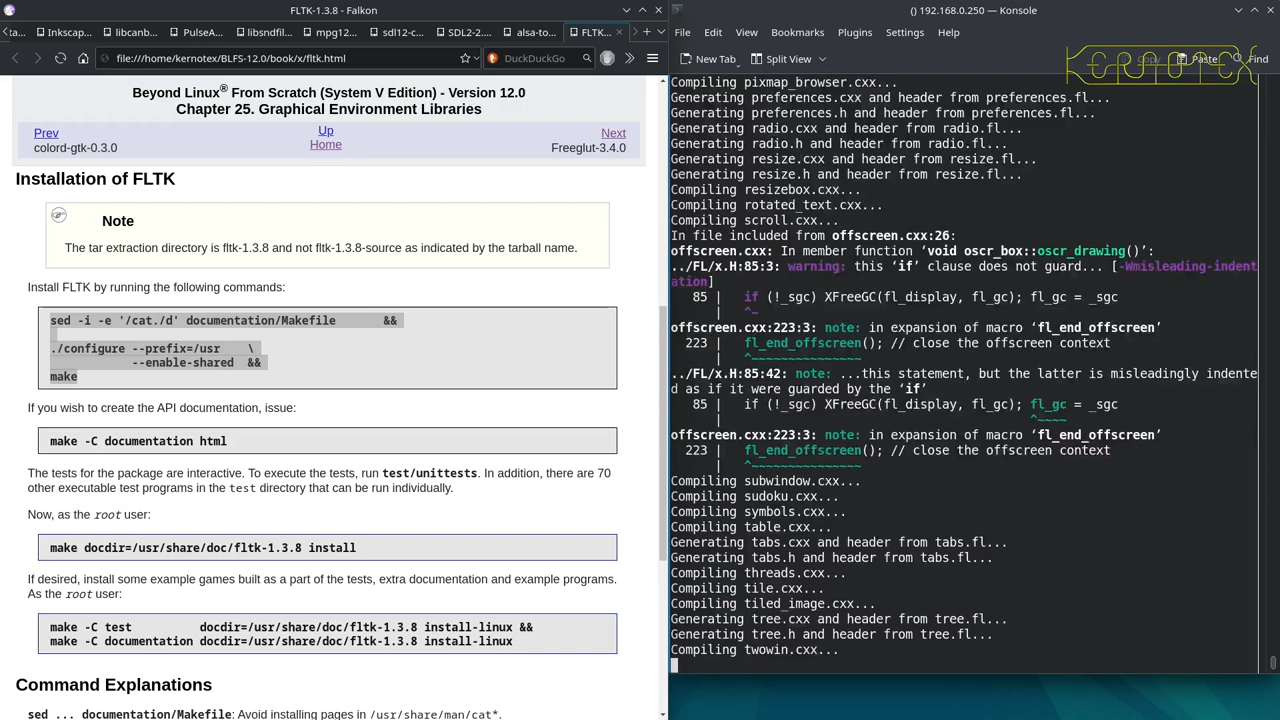 FLTK-1.3.8 - Falkon
ta...
Inkscap...
libcanb...
PulseA...
libsndfil...
mpg12...
sdl12-c...
SDL2-2...
alsa-to...
FLTK...
file:///home/kernotex/BLFS-12.0/book/x/fltk.html
DuckDuckGo
Beyond Linux® From Scratch (System V Edition) - Version 12.0
Chapter 25. Graphical Environment Libraries
Prev
Up
Next
colord-gtk-0.3.0
Home
Freeglut-3.4.0
Installation of FLTK
Note
The tar extraction directory is fltk-1.3.8 and not fltk-1.3.8-source as indicated by the tarball name.
Install FLTK by running the following commands:
sed -i -e '/cat./d' documentation/Makefile       &&
./configure --prefix=/usr    \
            --enable-shared  &&
make
If you wish to create the API documentation, issue:
make -C documentation html
The tests for the package are interactive. To execute the tests, run test/unittests. In addition, there are 70
other executable test programs in the test directory that can be run individually.
Now, as the root user:
make docdir=/usr/share/doc/fltk-1.3.8 install
If desired, install some example games built as a part of the tests, extra documentation and example programs.
As the root user:
make -C test          docdir=/usr/share/doc/fltk-1.3.8 install-linux &&
make -C documentation docdir=/usr/share/doc/fltk-1.3.8 install-linux
Command Explanations
sed ... documentation/Makefile: Avoid installing pages in /usr/share/man/cat*.
() 192.168.0.250 — Konsole
File Edit View Bookmarks Plugins Settings Help
New Tab
Split View
Copy
Paste
Find
KERNOTEX
Compiling pixmap_browser.cxx...
Generating preferences.cxx and header from preferences.fl...
Generating preferences.h and header from preferences.fl...
Generating radio.cxx and header from radio.fl...
Generating radio.h and header from radio.fl...
Generating resize.cxx and header from resize.fl...
Generating resize.h and header from resize.fl...
Compiling resizebox.cxx...
Compiling rotated_text.cxx...
Compiling scroll.cxx...
In file included from offscreen.cxx:26:
offscreen.cxx: In member function ‘void oscr_box::oscr_drawing()’:
../FL/x.H:85:3: warning: this ‘if’ clause does not guard... [-Wmisleading-indent
ation]
   85 |   if (!_sgc) XFreeGC(fl_display, fl_gc); fl_gc = _sgc
      |   ^~
offscreen.cxx:223:3: note: in expansion of macro ‘fl_end_offscreen’
  223 |   fl_end_offscreen(); // close the offscreen context
      |   ^~~~~~~~~~~~~~~~
../FL/x.H:85:42: note: ...this statement, but the latter is misleadingly indente
d as if it were guarded by the ‘if’
   85 |   if (!_sgc) XFreeGC(fl_display, fl_gc); fl_gc = _sgc
      |                                          ^~~~~
offscreen.cxx:223:3: note: in expansion of macro ‘fl_end_offscreen’
  223 |   fl_end_offscreen(); // close the offscreen context
      |   ^~~~~~~~~~~~~~~~
Compiling subwindow.cxx...
Compiling sudoku.cxx...
Compiling symbols.cxx...
Compiling table.cxx...
Generating tabs.cxx and header from tabs.fl...
Generating tabs.h and header from tabs.fl...
Compiling threads.cxx...
Compiling tile.cxx...
Compiling tiled_image.cxx...
Generating tree.cxx and header from tree.fl...
Generating tree.h and header from tree.fl...
Compiling twowin.cxx...